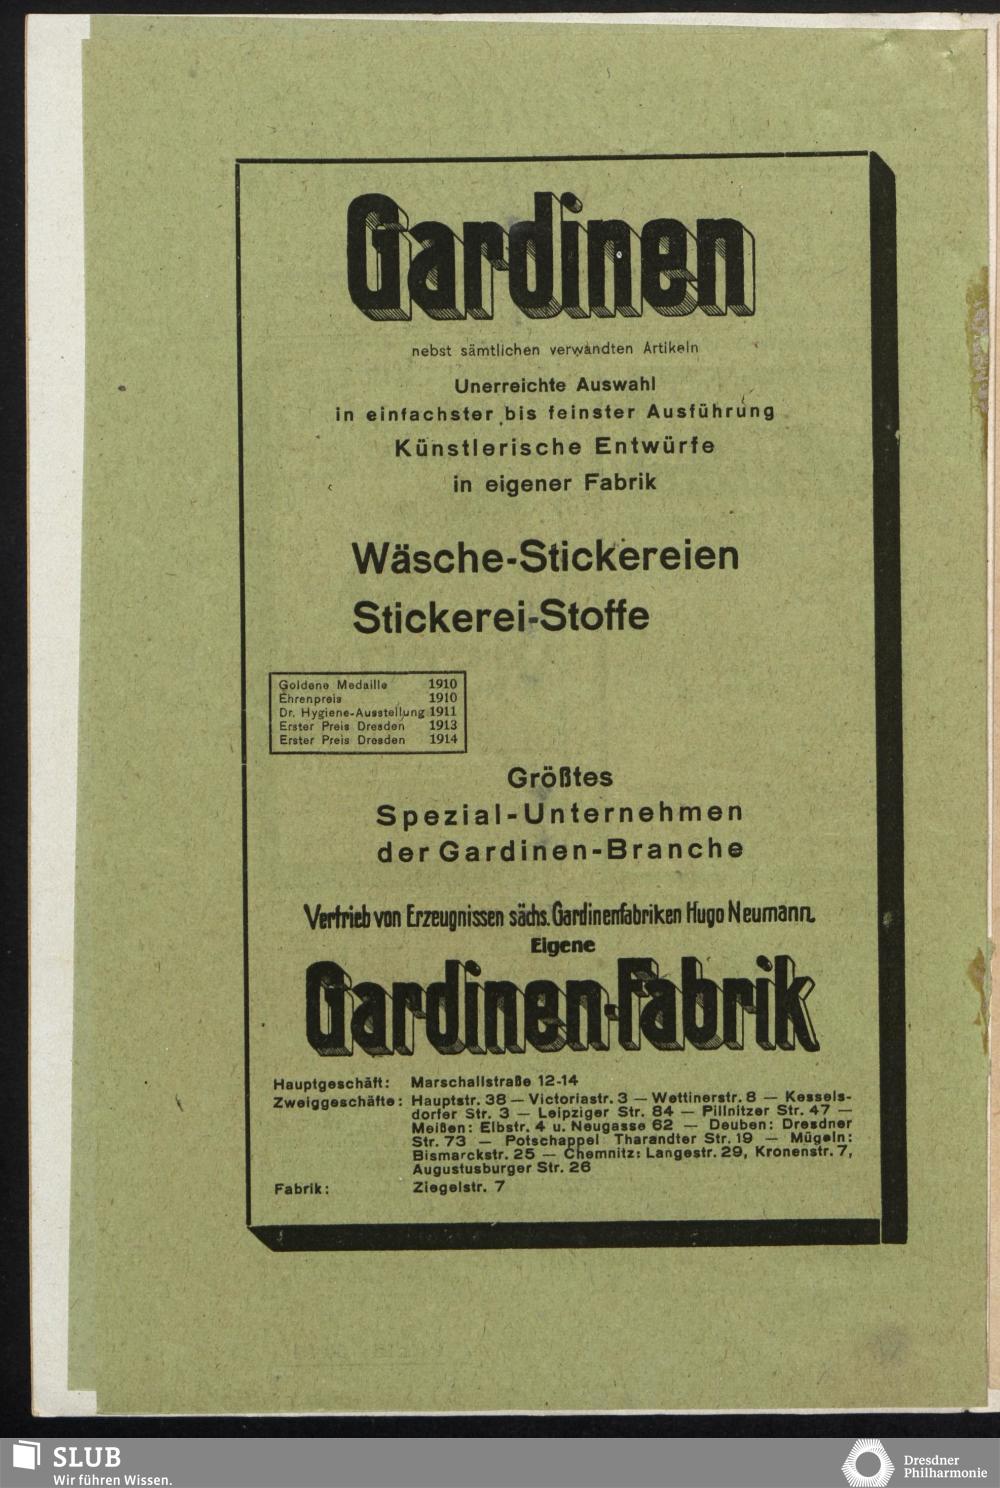 Gardinen
nebst sämtlichen verwandten Artikeln
Unerreichte Auswahl
in einfachster bis feinster Ausführung
Künstlerische Entwürfe
in eigener Fabrik
Wäsche-Stickereien
Stickerei-Stoffe
Goldene Medaille 1910
Ehrenpreis 1910
Dr. Hygiene-Ausstellung 1911
Erster Preis Dresden 1913
Erster Preis Dresden 1914
Größtes
Spezial-Unternehmen
der Gardinen-Branche
Vertrieb von Erzeugnissen sächs. Gardinenfabriken Hugo Neumann
Eigene
Gardinen-Fabrik
Hauptgeschäft: Marschallstraße 12-14
Zweiggeschäfte: Hauptstr. 38 — Victoriastr. 3 — Wettinerstr. 8 — Kessels-
dorfer Str. 3 — Leipziger Str. 84 — Pillnitzer Str. 47 —
Meißen: Elbstr. 4 u. Neugasse 62 — Deuben: Dresdner
Str. 73 — Potschappel Tharandter Str. 19 — Mügeln:
Bismarckstr. 25 — Chemnitz: Langestr. 29, Kronenstr. 7,
Augustusburger Str. 26
Fabrik: Ziegelstr. 7
SLUB
Wir führen Wissen.
Dresdner
Philharmonie